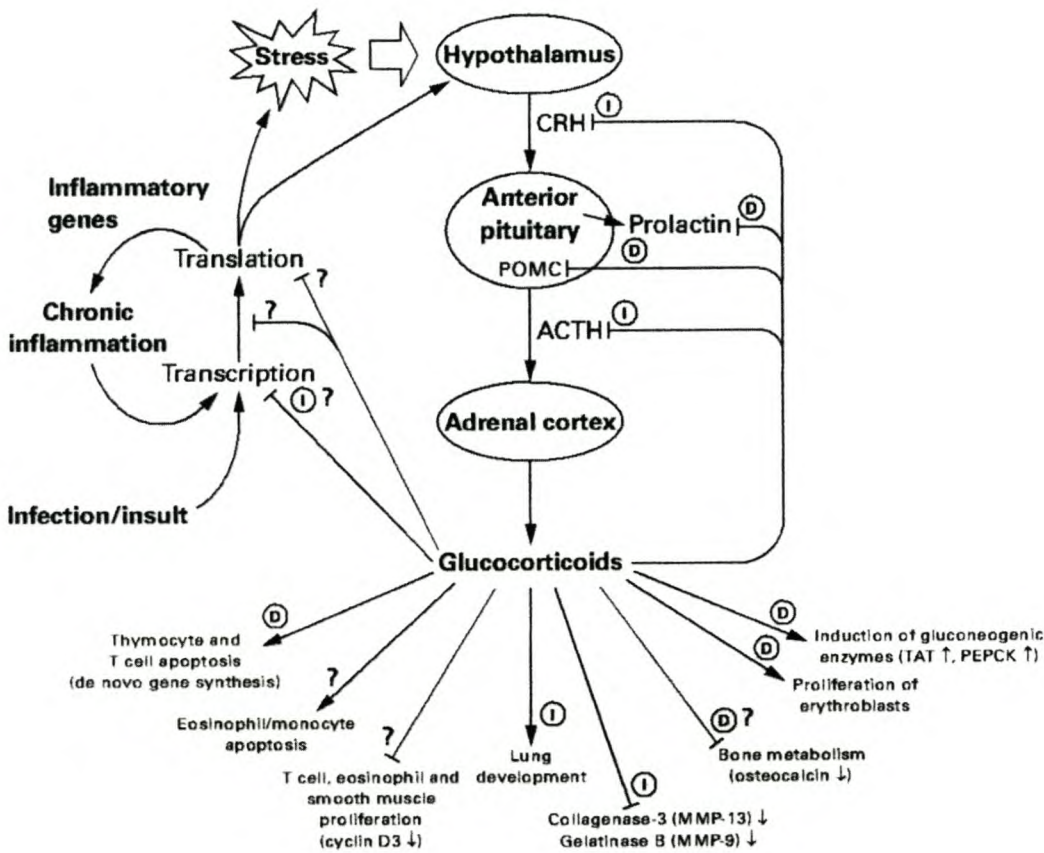 Stress
Hypothalamus
CRH
I
Inflammatory
genes
Anterior
pituitary
Prolactin
D
POMC
D
Translation
?
?
Chronic
inflammation
ACTH
I
Transcription
I ?
Adrenal cortex
Infection/insult
Glucocorticoids
D
Thymocyte and
T cell apoptosis
(de novo gene synthesis)
?
Eosinophil/monocyte
apoptosis
?
T cell, eosinophil and
smooth muscle
proliferation
(cyclin D3 ↓)
I
Lung
development
I
Collagenase-3 (MMP-13) ↓
Gelatinase B (MMP-9) ↓
D ?
Bone metabolism
(osteocalcin ↓)
D
Proliferation of
erythroblasts
D
Induction of gluconeogenic
enzymes (TAT ↑, PEPCK ↑)